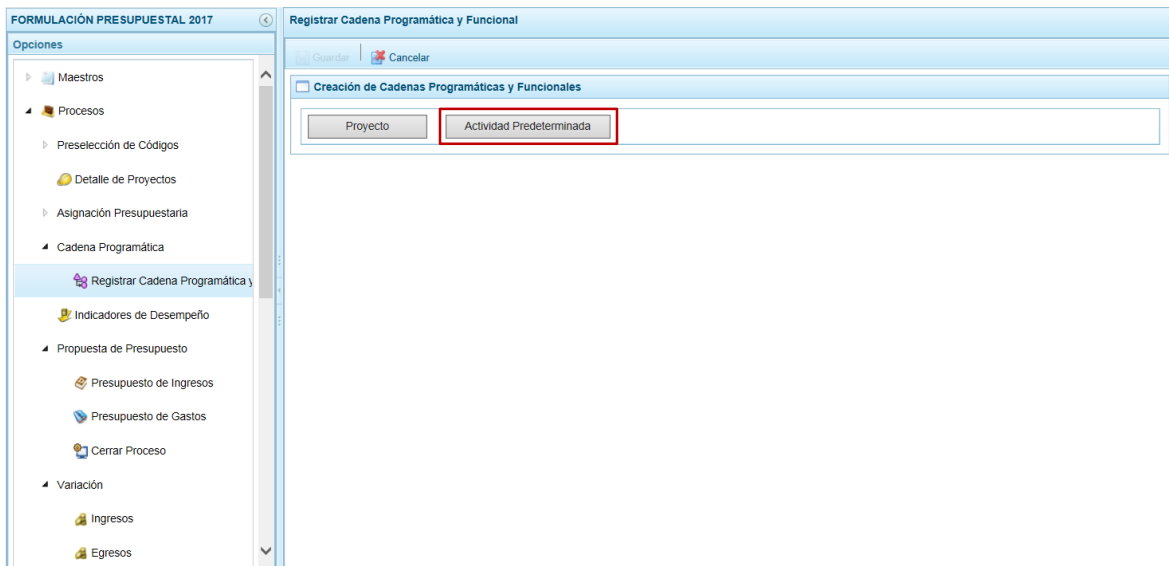 FORMULACIÓN PRESUPUESTAL 2017
Opciones
Maestros
Procesos
Preselección de Códigos
Detalle de Proyectos
Asignación Presupuestaria
Cadena Programática
Registrar Cadena Programática y
Indicadores de Desempeño
Propuesta de Presupuesto
Presupuesto de Ingresos
Presupuesto de Gastos
Cerrar Proceso
Variación
Ingresos
Egresos
Registrar Cadena Programática y Funcional
Guardar Cancelar
Creación de Cadenas Programáticas y Funcionales
Proyecto Actividad Predeterminada